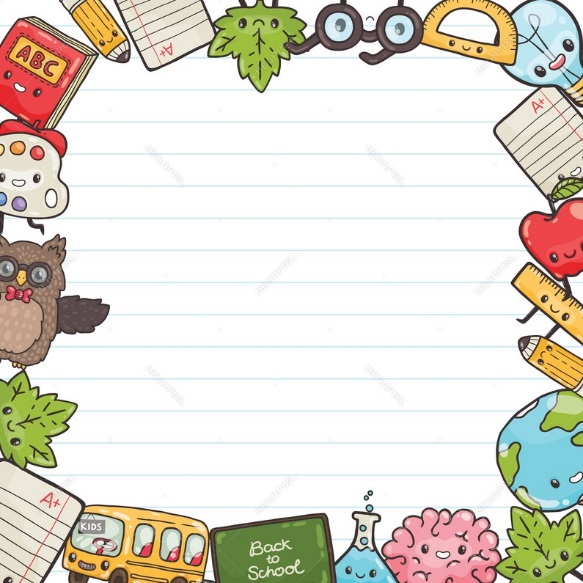 A+
ABC
A+
A+
KIDS
Back
to
School